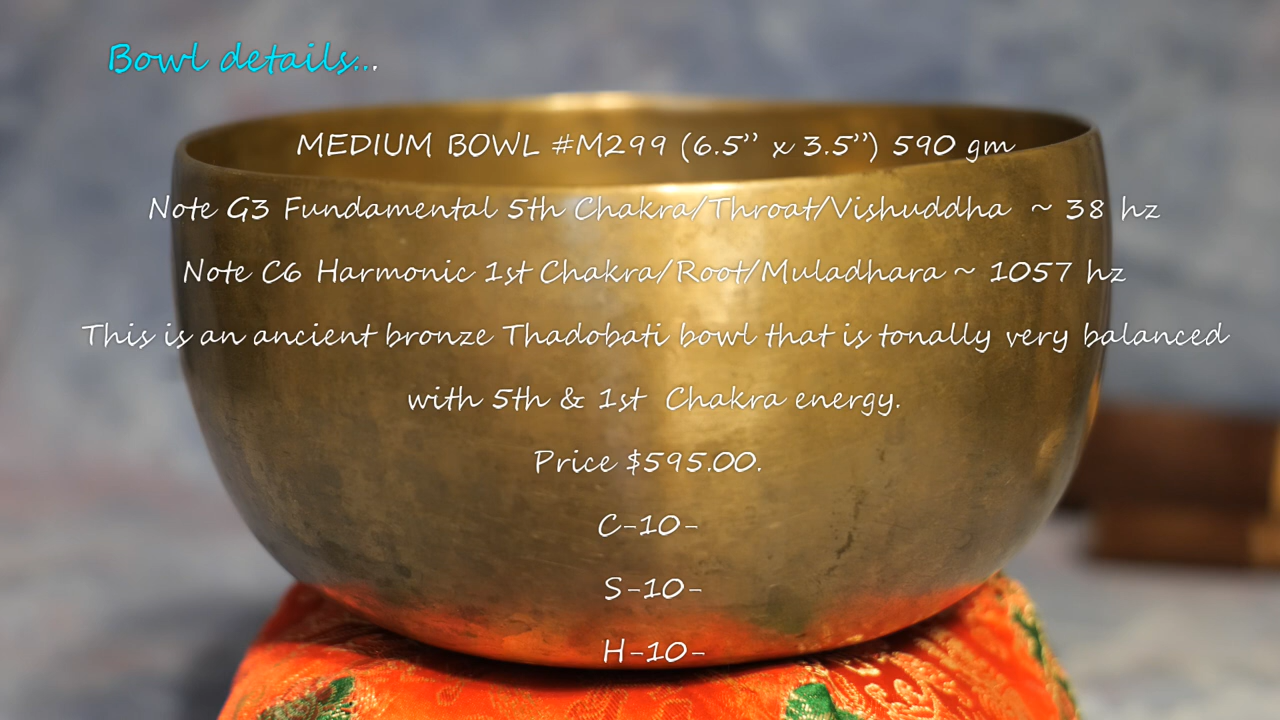 Bowl details...
MEDIUM BOWL #M299 (6.5” x 3.5”) 590 gm
Note G3 Fundamental 5th Chakra/Throat/Vishuddha ~ 38 hz
Note C6 Harmonic 1st Chakra/Root/Muladhara ~ 1057 hz
This is an ancient bronze Thadobati bowl that is tonally very balanced
with 5th & 1st Chakra energy.
Price $595.00.
C-10-
S-10-
H-10-